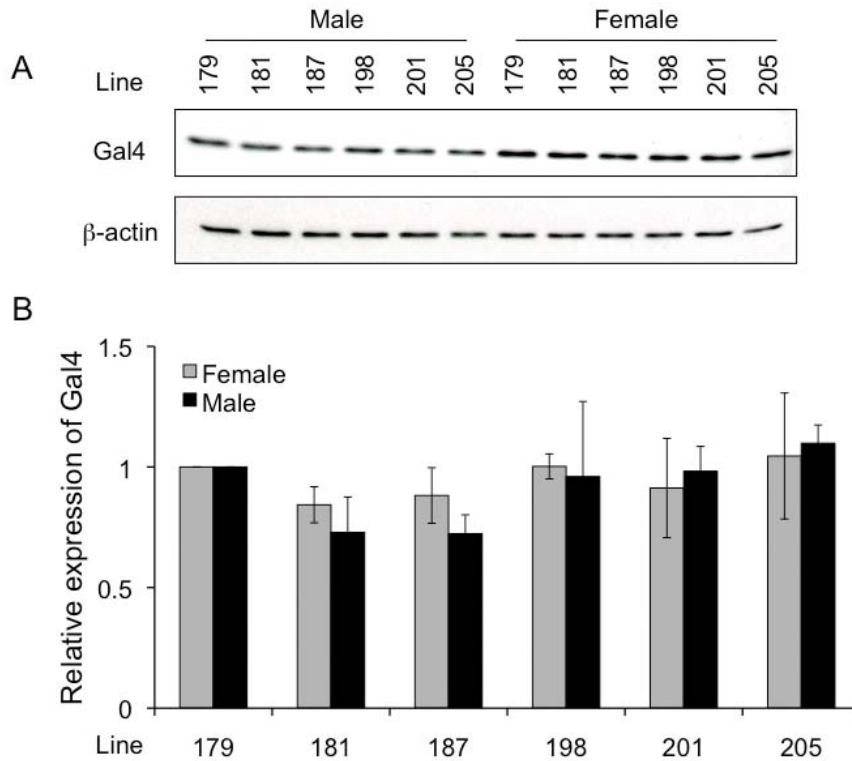 Male Female
A
Line 179 181 187 198 201 205 179 181 187 198 201 205
Gal4
β-actin
B
Relative expression of Gal4
1.5
1
0.5
0
Female
Male
Line 179 181 187 198 201 205